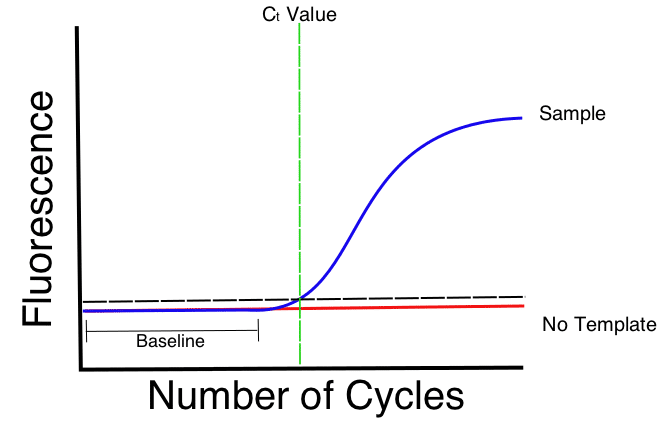 Ct Value
Sample
Fluorescence
No Template
Baseline
Number of Cycles